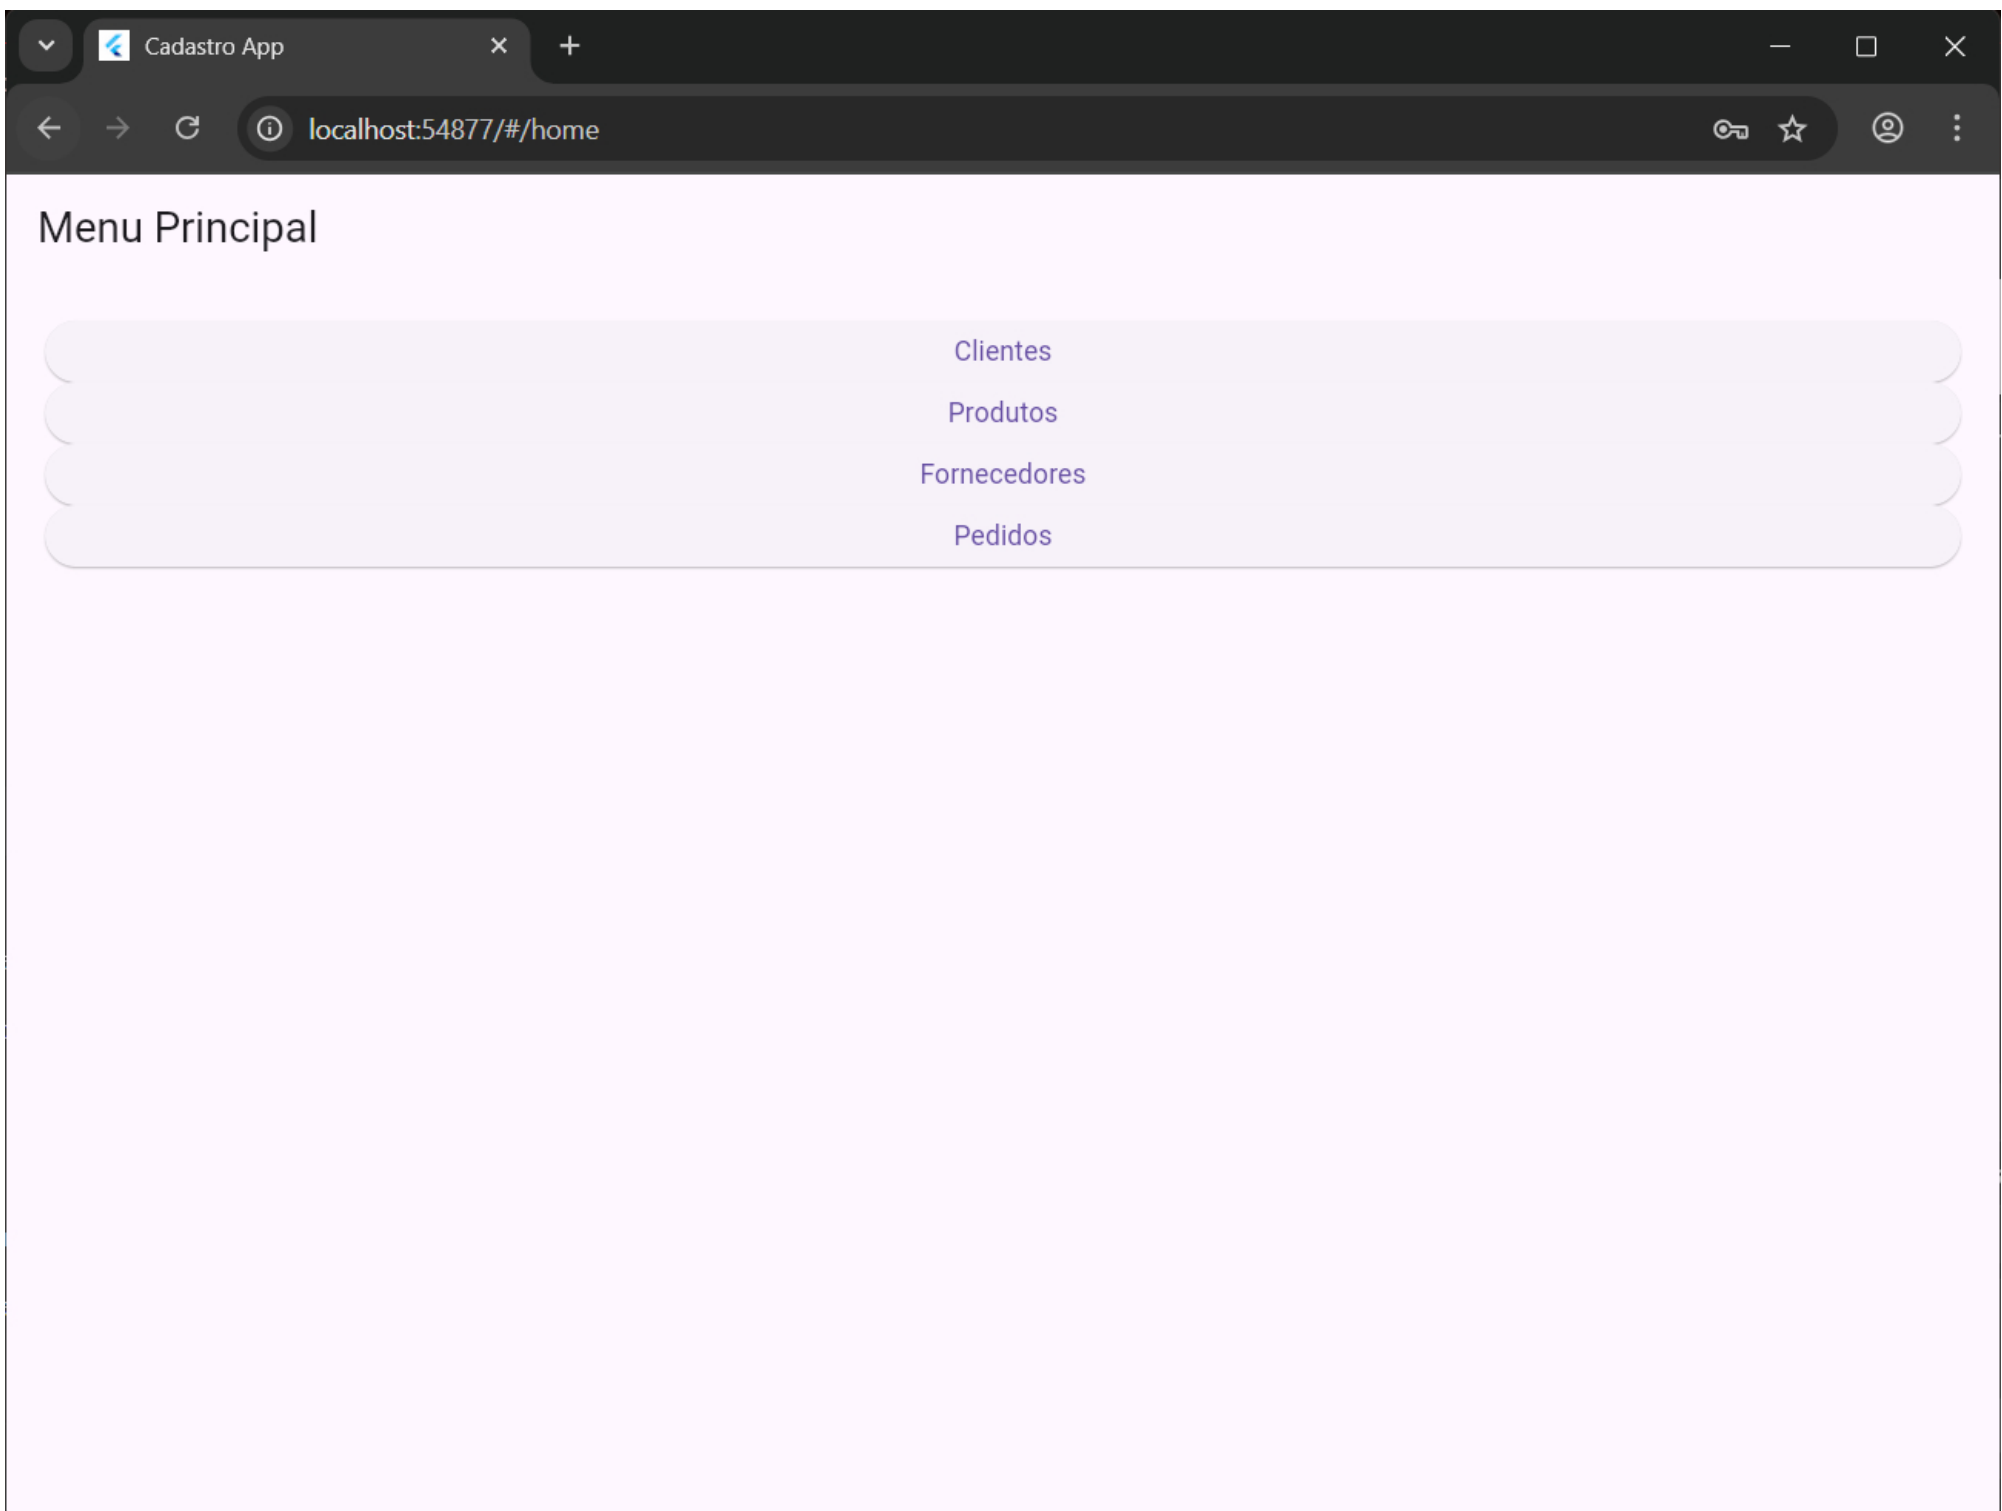 Cadastro App
localhost:54877/#/home
Menu Principal
Clientes
Produtos
Fornecedores
Pedidos